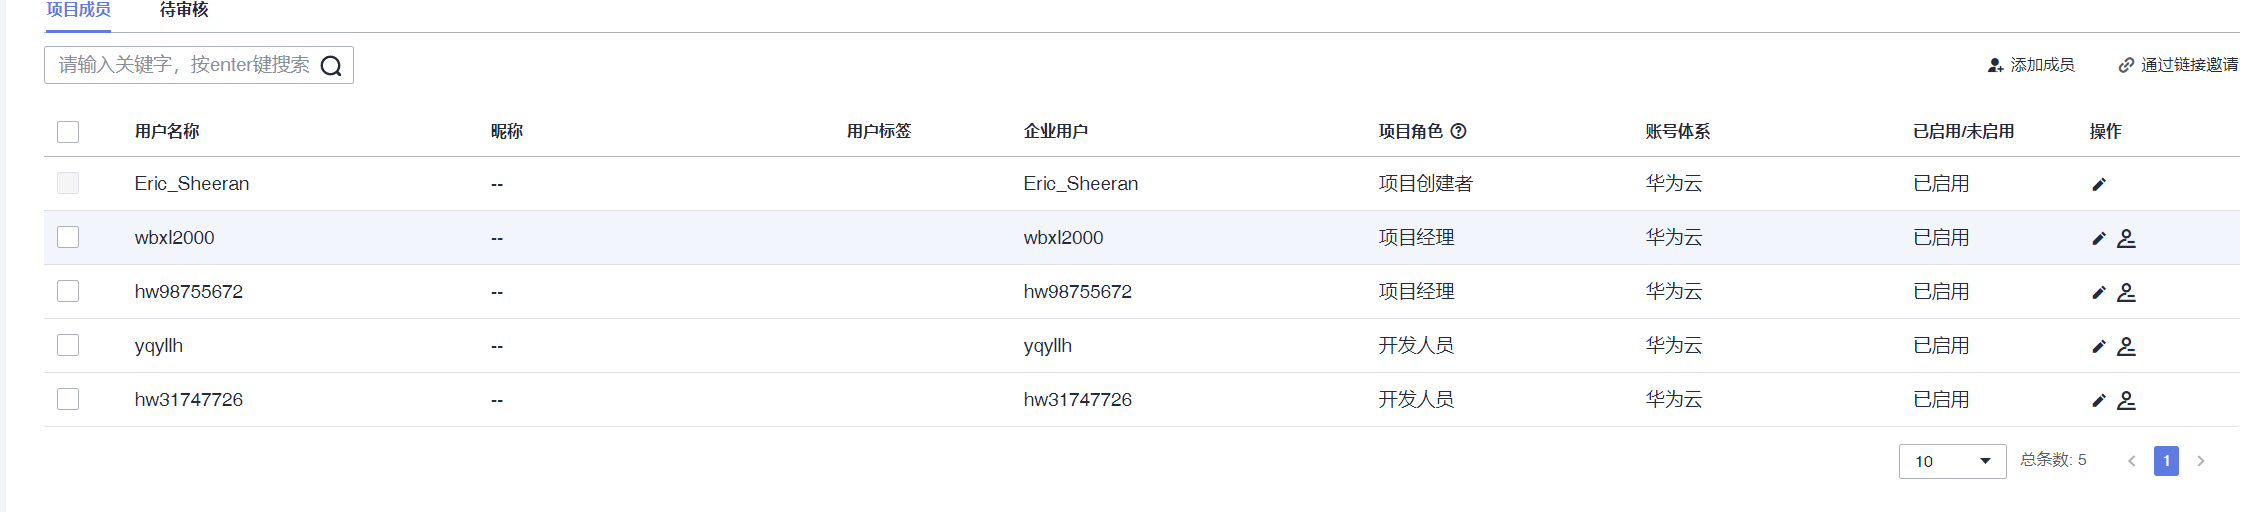 项目成员 待审核
请输入关键字，按enter键搜索 添加成员 通过链接邀请
用户名称 昵称 用户标签 企业用户 项目角色 账号体系 已启用/未启用 操作
Eric_Sheeran -- Eric_Sheeran 项目创建者 华为云 已启用
wbxl2000 -- wbxl2000 项目经理 华为云 已启用
hw98755672 -- hw98755672 项目经理 华为云 已启用
yqyllh -- yqyllh 开发人员 华为云 已启用
hw31747726 -- hw31747726 开发人员 华为云 已启用
10 总条数: 5 1